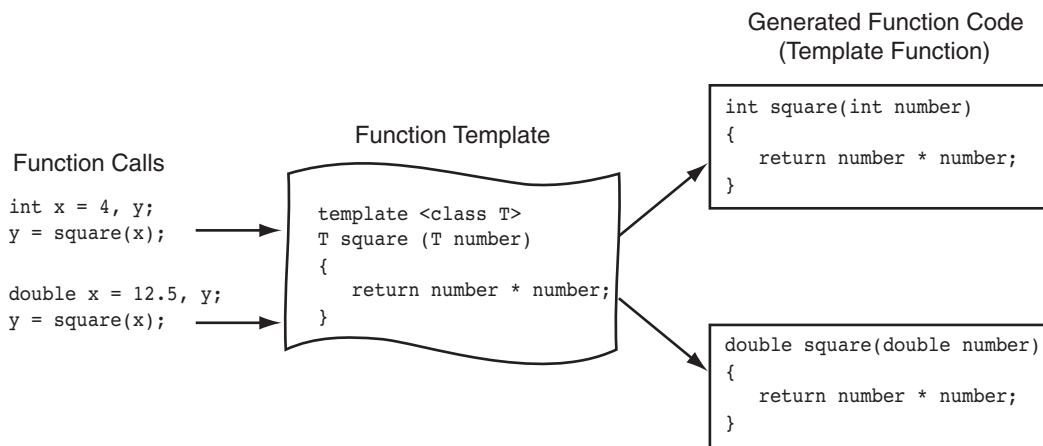 Generated Function Code
(Template Function)
Function Calls
int x = 4, y;
y = square(x);
double x = 12.5, y;
y = square(x);
Function Template
template <class T>
T square (T number)
{
return number * number;
}
int square(int number)
{
return number * number;
}
double square(double number)
{
return number * number;
}